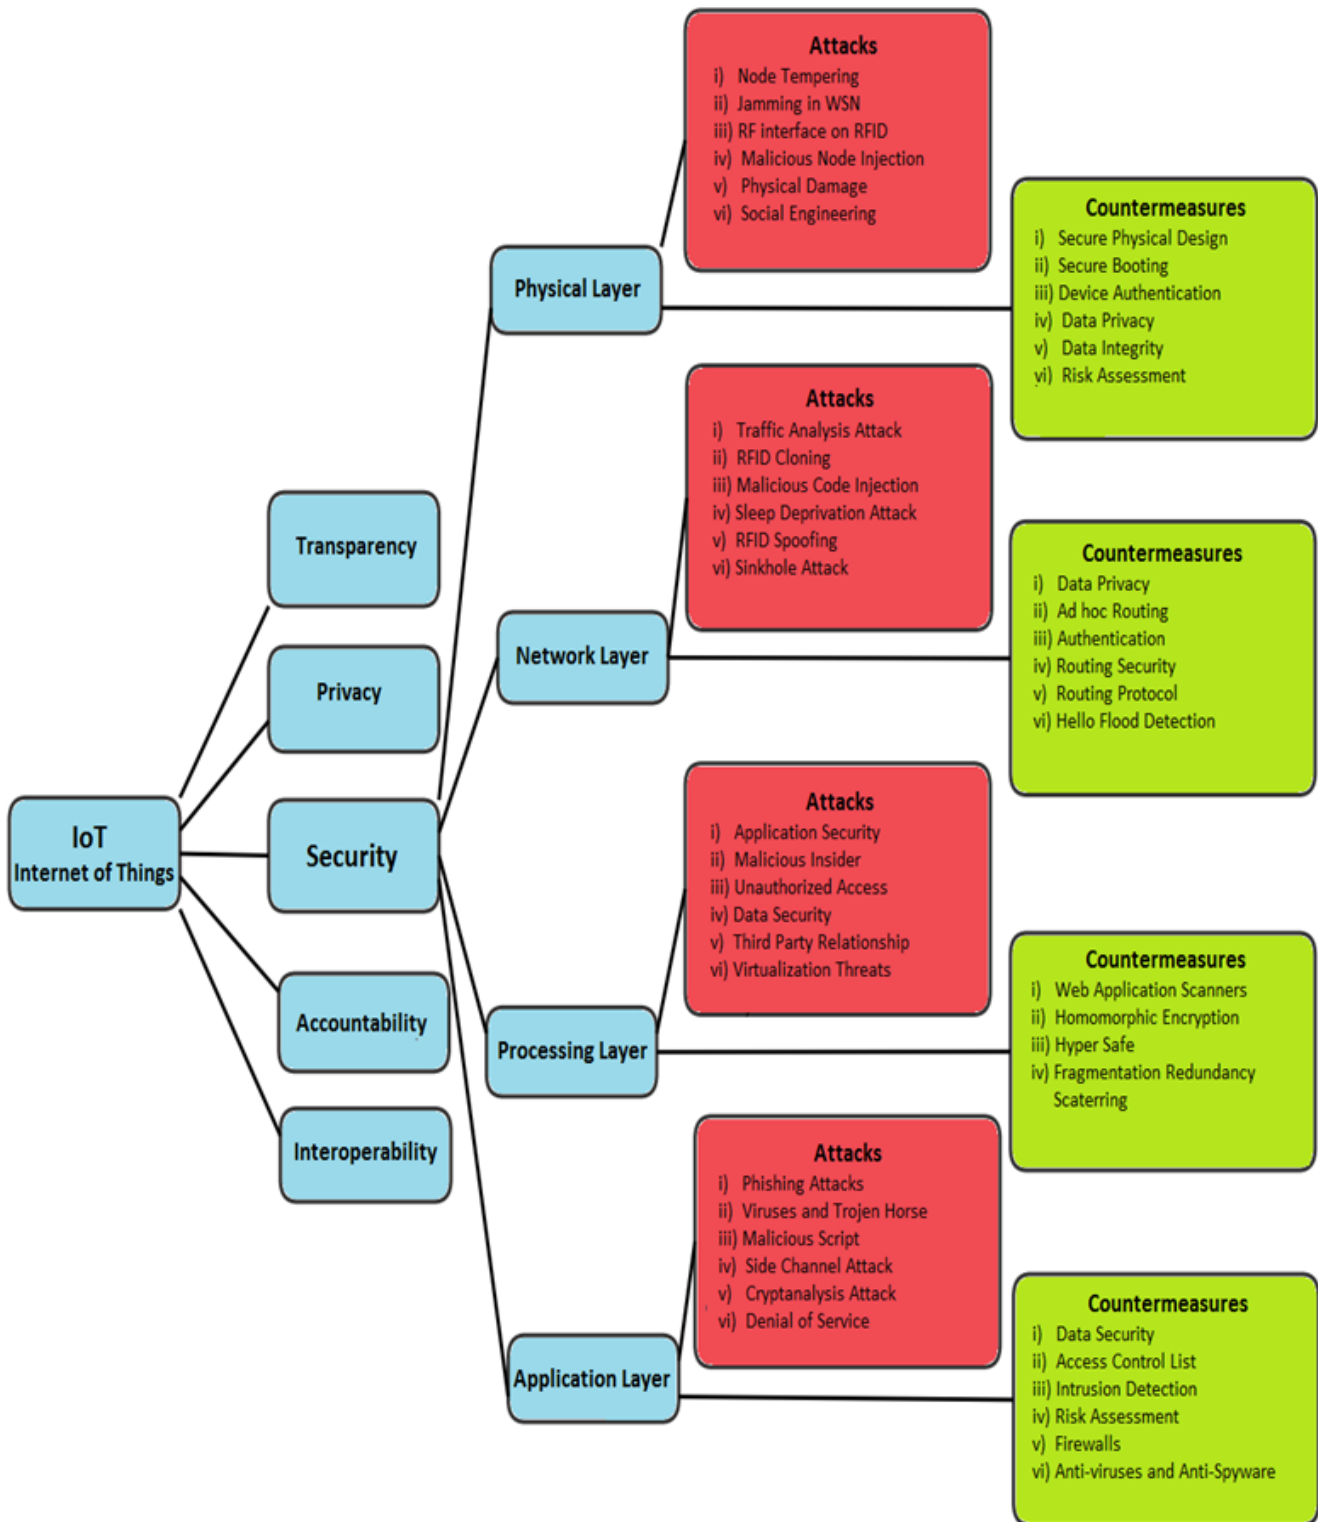 IoT
Internet of Things
Transparency
Privacy
Security
Accountability
Interoperability
Physical Layer
Attacks
i) Node Tempering
ii) Jamming in WSN
iii) RF interface on RFID
iv) Malicious Node Injection
v) Physical Damage
vi) Social Engineering
Countermeasures
i) Secure Physical Design
ii) Secure Booting
iii) Device Authentication
iv) Data Privacy
v) Data Integrity
vi) Risk Assessment
Network Layer
Attacks
i) Traffic Analysis Attack
ii) RFID Cloning
iii) Malicious Code Injection
iv) Sleep Deprivation Attack
v) RFID Spoofing
vi) Sinkhole Attack
Countermeasures
i) Data Privacy
ii) Ad hoc Routing
iii) Authentication
iv) Routing Security
v) Routing Protocol
vi) Hello Flood Detection
Processing Layer
Attacks
i) Application Security
ii) Malicious Insider
iii) Unauthorized Access
iv) Data Security
v) Third Party Relationship
vi) Virtualization Threats
Countermeasures
i) Web Application Scanners
ii) Homomorphic Encryption
iii) Hyper Safe
iv) Fragmentation Redundancy
Scaterring
Application Layer
Attacks
i) Phishing Attacks
ii) Viruses and Trojen Horse
iii) Malicious Script
iv) Side Channel Attack
v) Cryptanalysis Attack
vi) Denial of Service
Countermeasures
i) Data Security
ii) Access Control List
iii) Intrusion Detection
iv) Risk Assessment
v) Firewalls
vi) Anti-viruses and Anti-Spyware